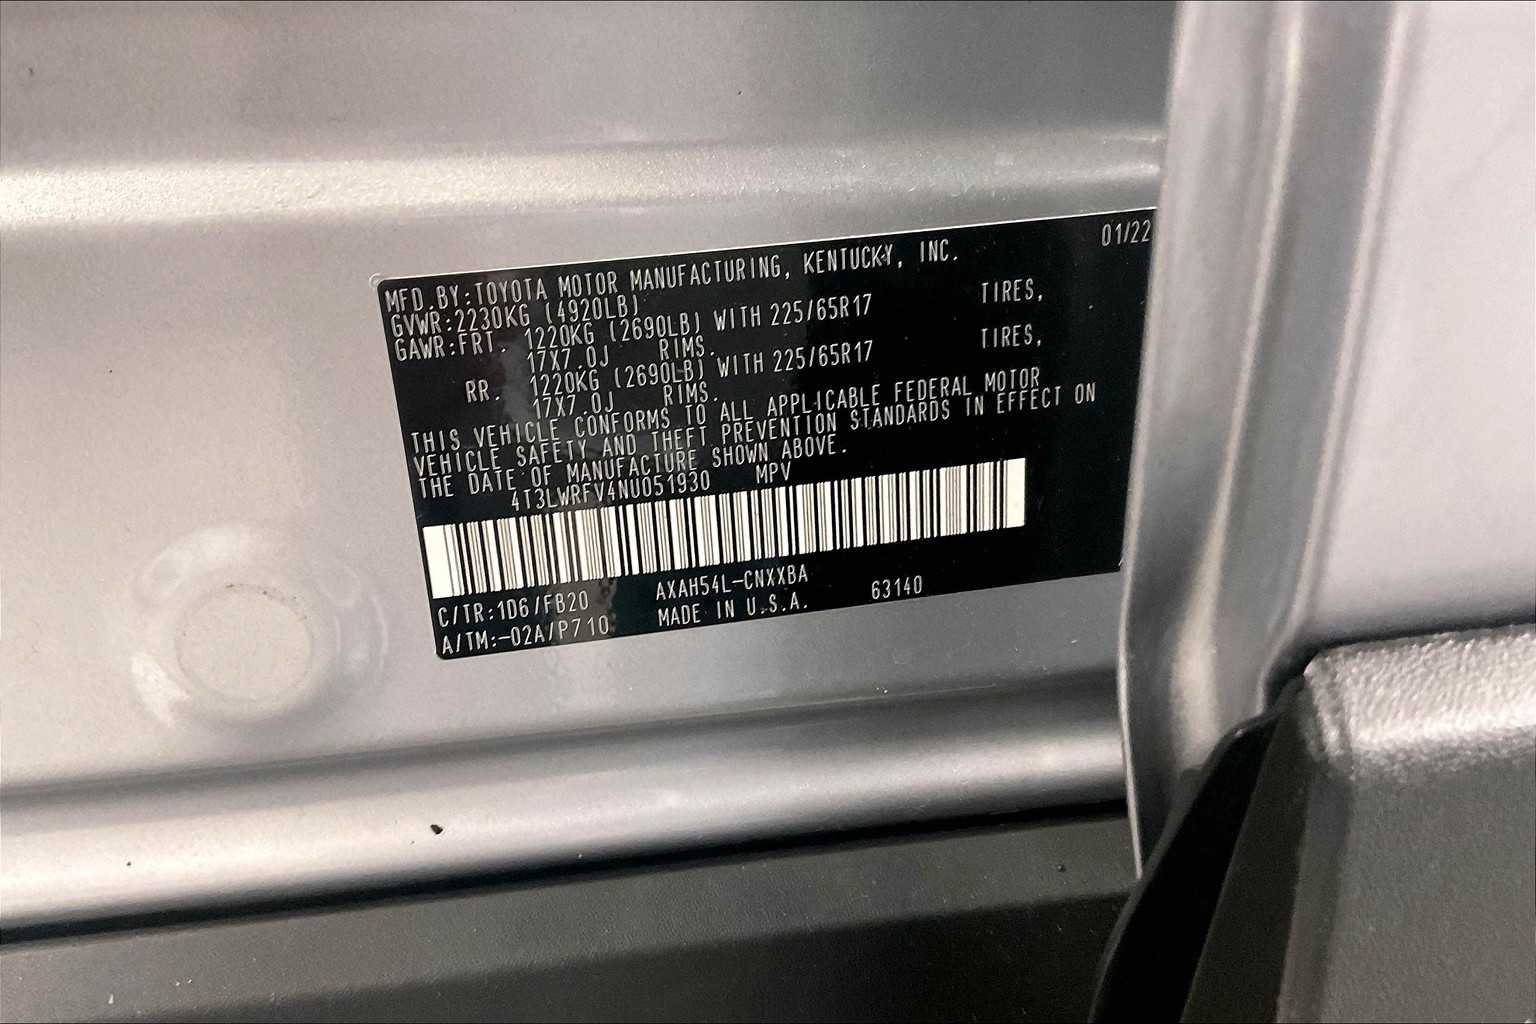 MFD.BY:TOYOTA MOTOR MANUFACTURING, KENTUCKY, INC. 01/22
GVWR:2230KG (4920LB)
GAWR:FRT. 1220KG (2690LB) WITH 225/65R17 TIRES,
17X7.0J RIMS.
RR. 1220KG (2690LB) WITH 225/65R17 TIRES,
17X7.0J RIMS.
THIS VEHICLE CONFORMS TO ALL APPLICABLE FEDERAL MOTOR
VEHICLE SAFETY AND THEFT PREVENTION STANDARDS IN EFFECT ON
THE DATE OF MANUFACTURE SHOWN ABOVE.
4T3LWRFV4NU051930 MPV
C/TR:1D6/FB20 AXAH54L-CNXXBA 63140
A/TM:-02A/P710 MADE IN U.S.A.